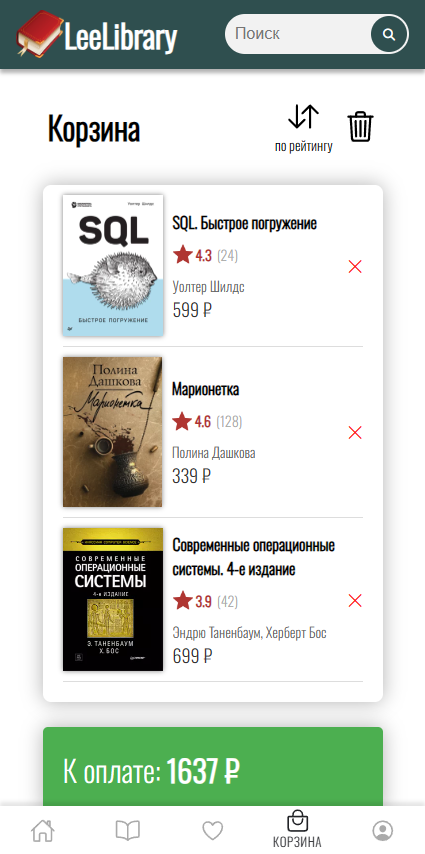 LeeLibrary
Поиск
Корзина
по рейтингу
SQL
БЫСТРОЕ ПОГРУЖЕНИЕ
SQL. Быстрое погружение
4.3 (24)
Уолтер Шилдс
599 ₽
Полина
Дашкова
Марионетка
Марионетка
4.6 (128)
Полина Дашкова
339 ₽
СОВРЕМЕННЫЕ
ОПЕРАЦИОННЫЕ
СИСТЕМЫ
4-е ИЗДАНИЕ
Э. ТАНЕНБАУМ
Х. БОС
Современные операционные
системы. 4-е издание
3.9 (42)
Эндрю Таненбаум, Херберт Бос
699 ₽
К оплате: 1637 ₽
КОРЗИНА